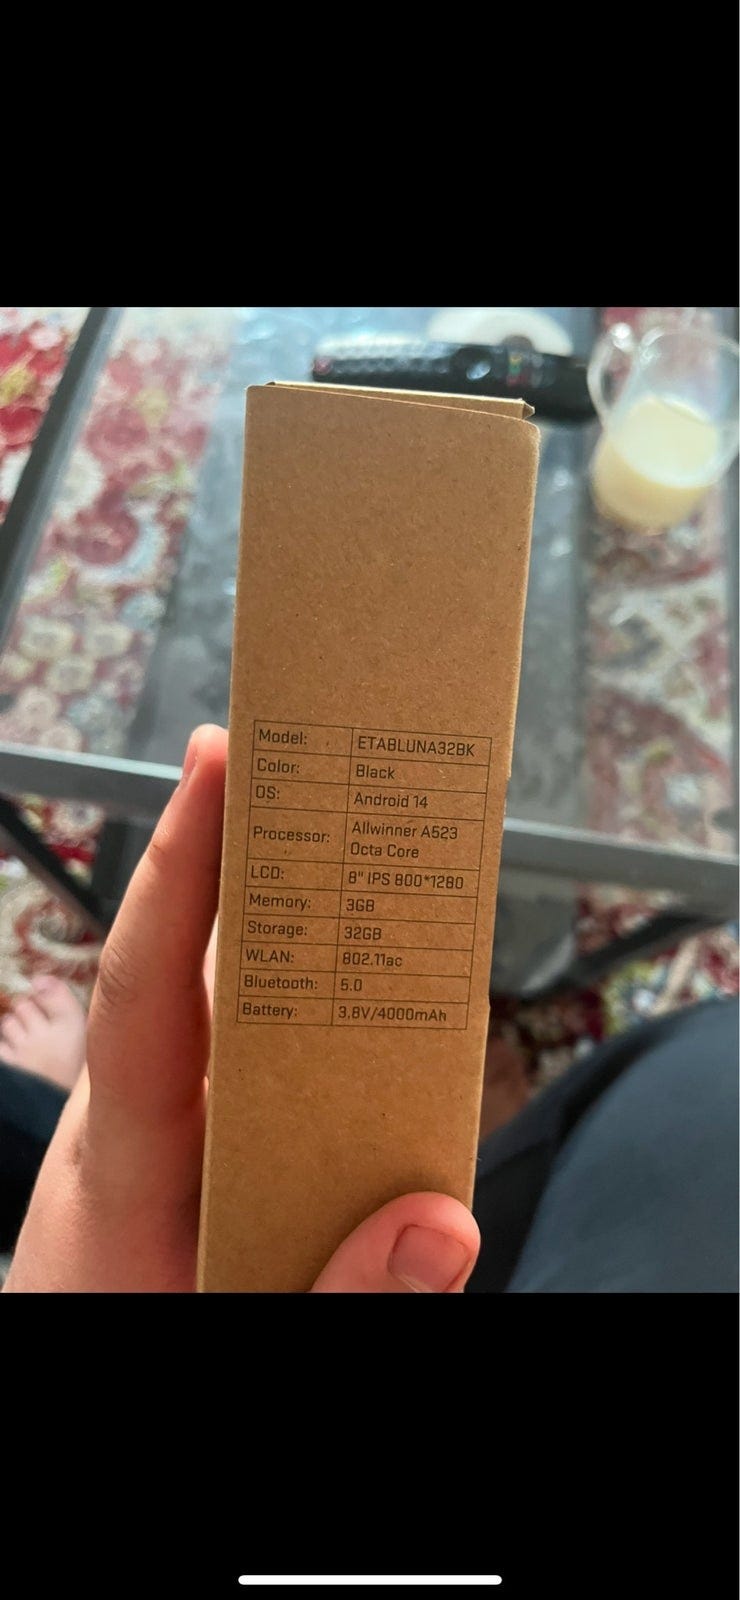 Model: ETABLUNA32BK
Color: Black
OS: Android 14
Processor: Allwinner A523
Octa Core
LCD: 8" IPS 800*1280
Memory: 3GB
Storage: 32GB
WLAN: 802.11ac
Bluetooth: 5.0
Battery: 3.8V/4000mAh